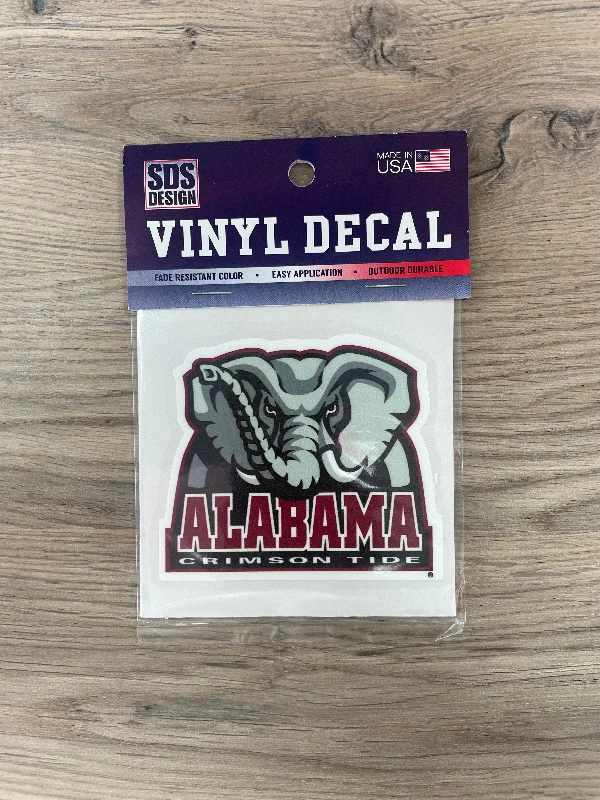 SDS
DESIGN
MADE IN
USA
VINYL DECAL
FADE RESISTANT COLOR • EASY APPLICATION • OUTDOOR DURABLE
ALABAMA
CRIMSON TIDE